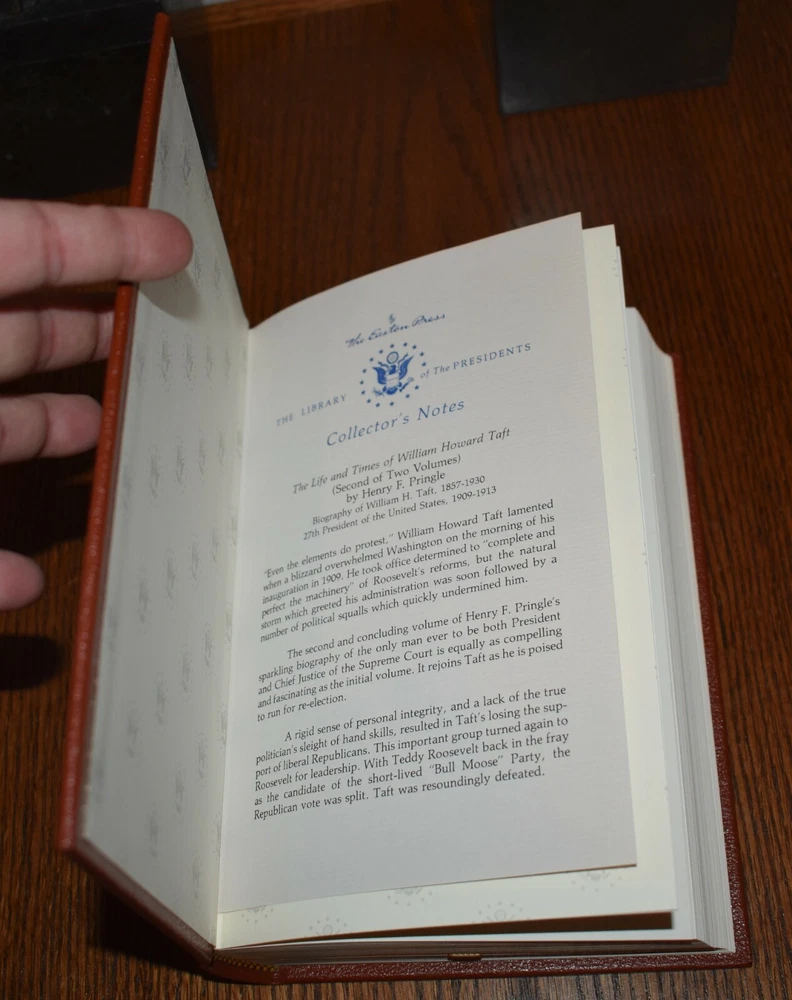 The Easton Press
THE LIBRARY of The PRESIDENTS
Collector's Notes
The Life and Times of William Howard Taft
(Second of Two Volumes)
by Henry F. Pringle
Biography of William H. Taft, 1857-1930
27th President of the United States, 1909-1913
"Even the elements do protest," William Howard Taft lamented
when a blizzard overwhelmed Washington on the morning of his
inauguration in 1909. He took office determined to "complete and
perfect the machinery" of Roosevelt's reforms, but the natural
storm which greeted his administration was soon followed by a
number of political squalls which quickly undermined him.
The second and concluding volume of Henry F. Pringle's
sparkling biography of the only man ever to be both President
and Chief Justice of the Supreme Court is equally as compelling
and fascinating as the initial volume. It rejoins Taft as he is poised
to run for re-election.
A rigid sense of personal integrity, and a lack of the true
politician's sleight of hand skills, resulted in Taft's losing the sup-
port of liberal Republicans. This important group turned again to
Roosevelt for leadership. With Teddy Roosevelt back in the fray
as the candidate of the short-lived "Bull Moose" Party, the
Republican vote was split. Taft was resoundingly defeated.